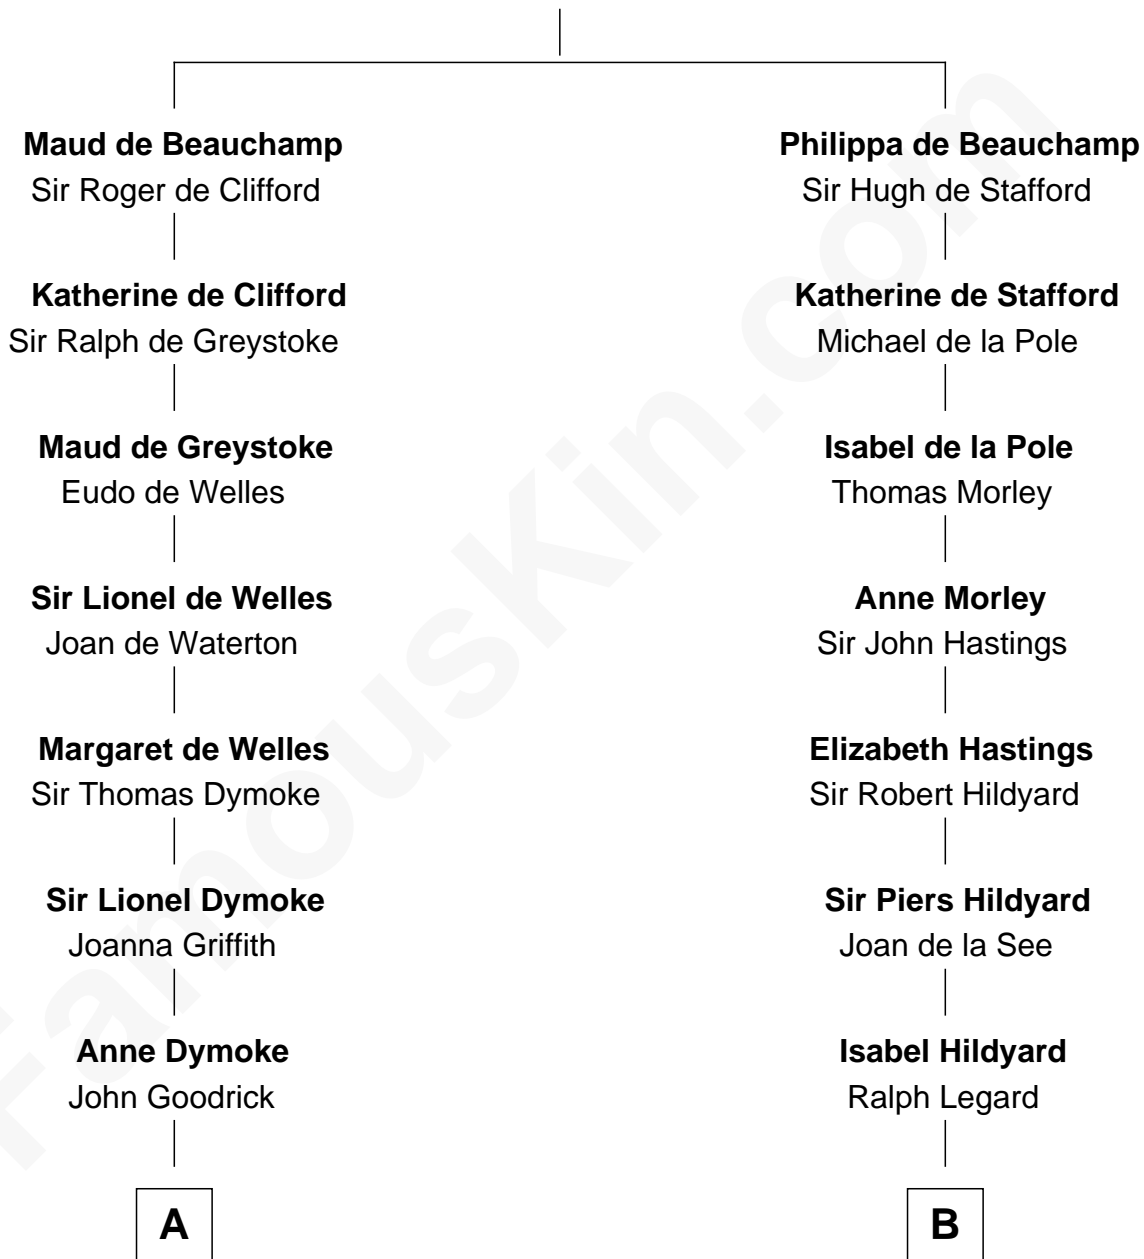 Maud de Beauchamp
Sir Roger de Clifford
Katherine de Clifford
Sir Ralph de Greystoke
Maud de Greystoke
Eudo de Welles
Sir Lionel de Welles
Joan de Waterton
Margaret de Welles
Sir Thomas Dymoke
Sir Lionel Dymoke
Joanna Griffith
Anne Dymoke
John Goodrick
A
Philippa de Beauchamp
Sir Hugh de Stafford
Katherine de Stafford
Michael de la Pole
Isabel de la Pole
Thomas Morley
Anne Morley
Sir John Hastings
Elizabeth Hastings
Sir Robert Hildyard
Sir Piers Hildyard
Joan de la See
Isabel Hildyard
Ralph Legard
B
FamousKin.com